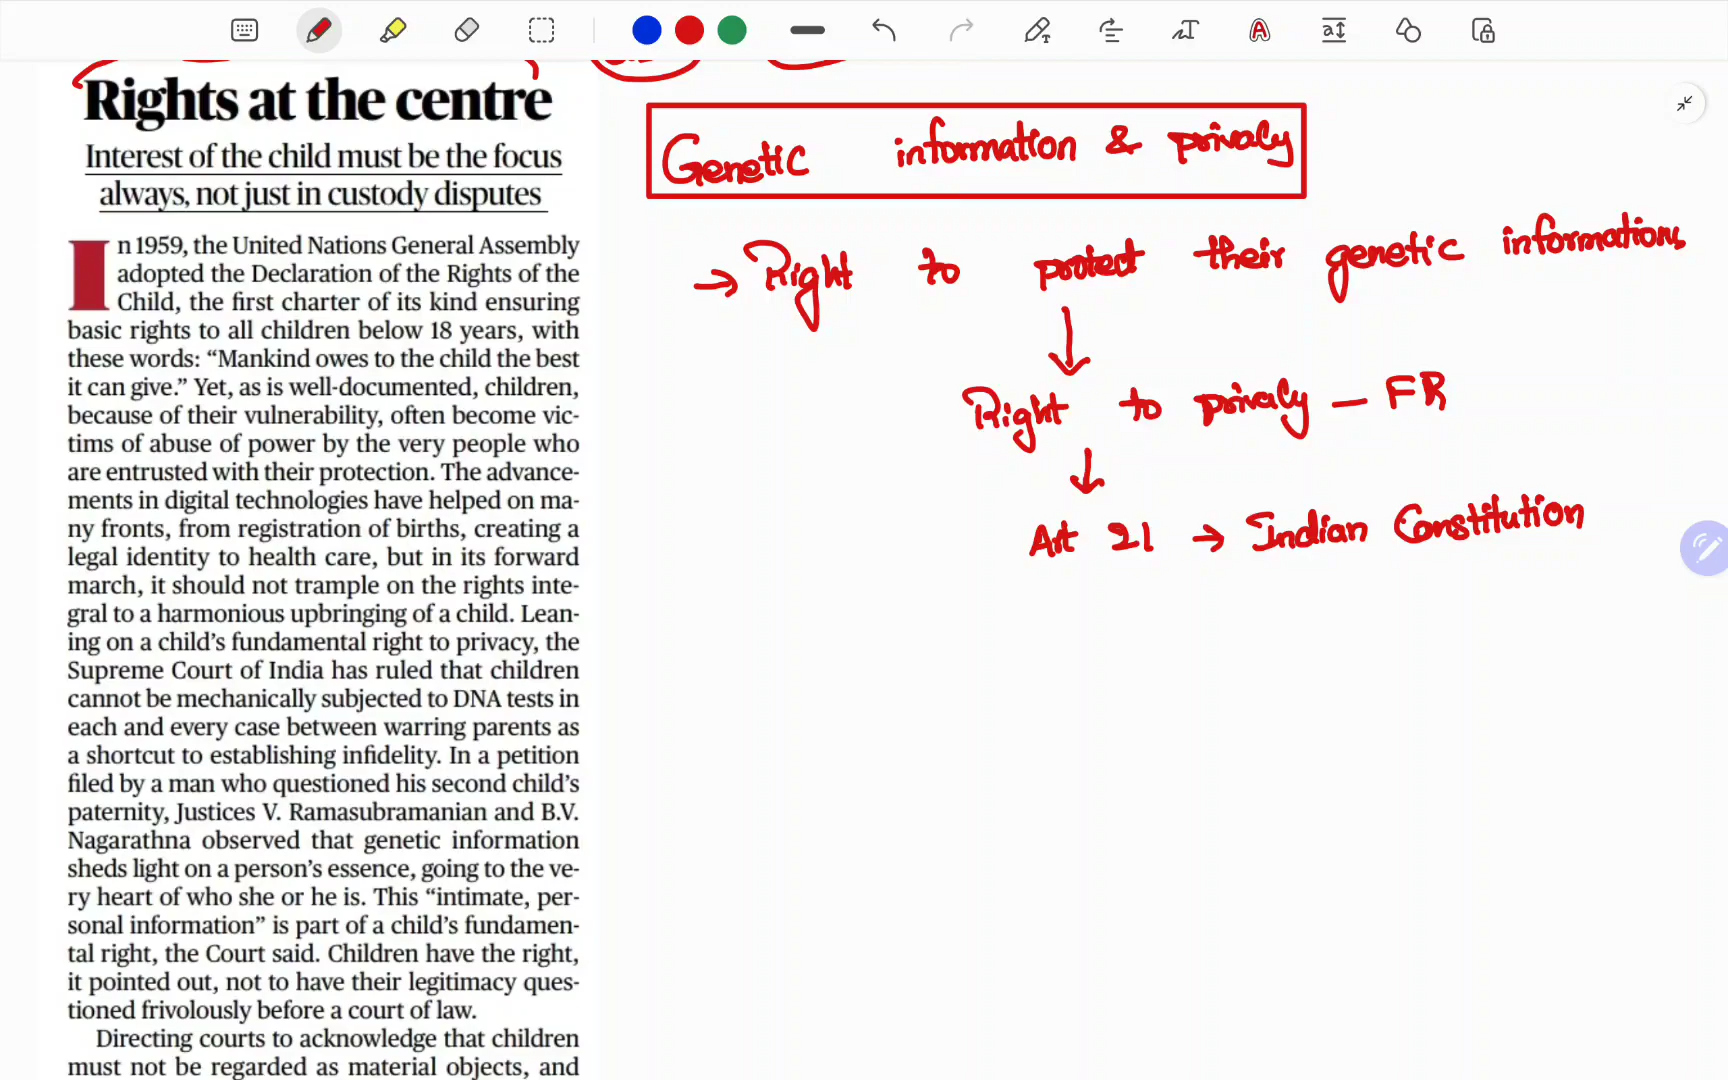 Rights at the centre
Interest of the child must be the focus
always, not just in custody disputes
In 1959, the United Nations General Assembly
adopted the Declaration of the Rights of the
Child, the first charter of its kind ensuring
basic rights to all children below 18 years, with
these words: “Mankind owes to the child the best
it can give.” Yet, as is well-documented, children,
because of their vulnerability, often become vic-
tims of abuse of power by the very people who
are entrusted with their protection. The advance-
ments in digital technologies have helped on ma-
ny fronts, from registration of births, creating a
legal identity to health care, but in its forward
march, it should not trample on the rights inte-
gral to a harmonious upbringing of a child. Lean-
ing on a child’s fundamental right to privacy, the
Supreme Court of India has ruled that children
cannot be mechanically subjected to DNA tests in
each and every case between warring parents as
a shortcut to establishing infidelity. In a petition
filed by a man who questioned his second child’s
paternity, Justices V. Ramasubramanian and B.V.
Nagarathna observed that genetic information
sheds light on a person’s essence, going to the ve-
ry heart of who she or he is. This “intimate, per-
sonal information” is part of a child’s fundamen-
tal right, the Court said. Children have the right,
it pointed out, not to have their legitimacy ques-
tioned frivolously before a court of law.
Directing courts to acknowledge that children
must not be regarded as material objects, and
Genetic information & privacy
→ Right to protect their genetic information,
Right to privacy – FR
Art 21 → Indian Constitution